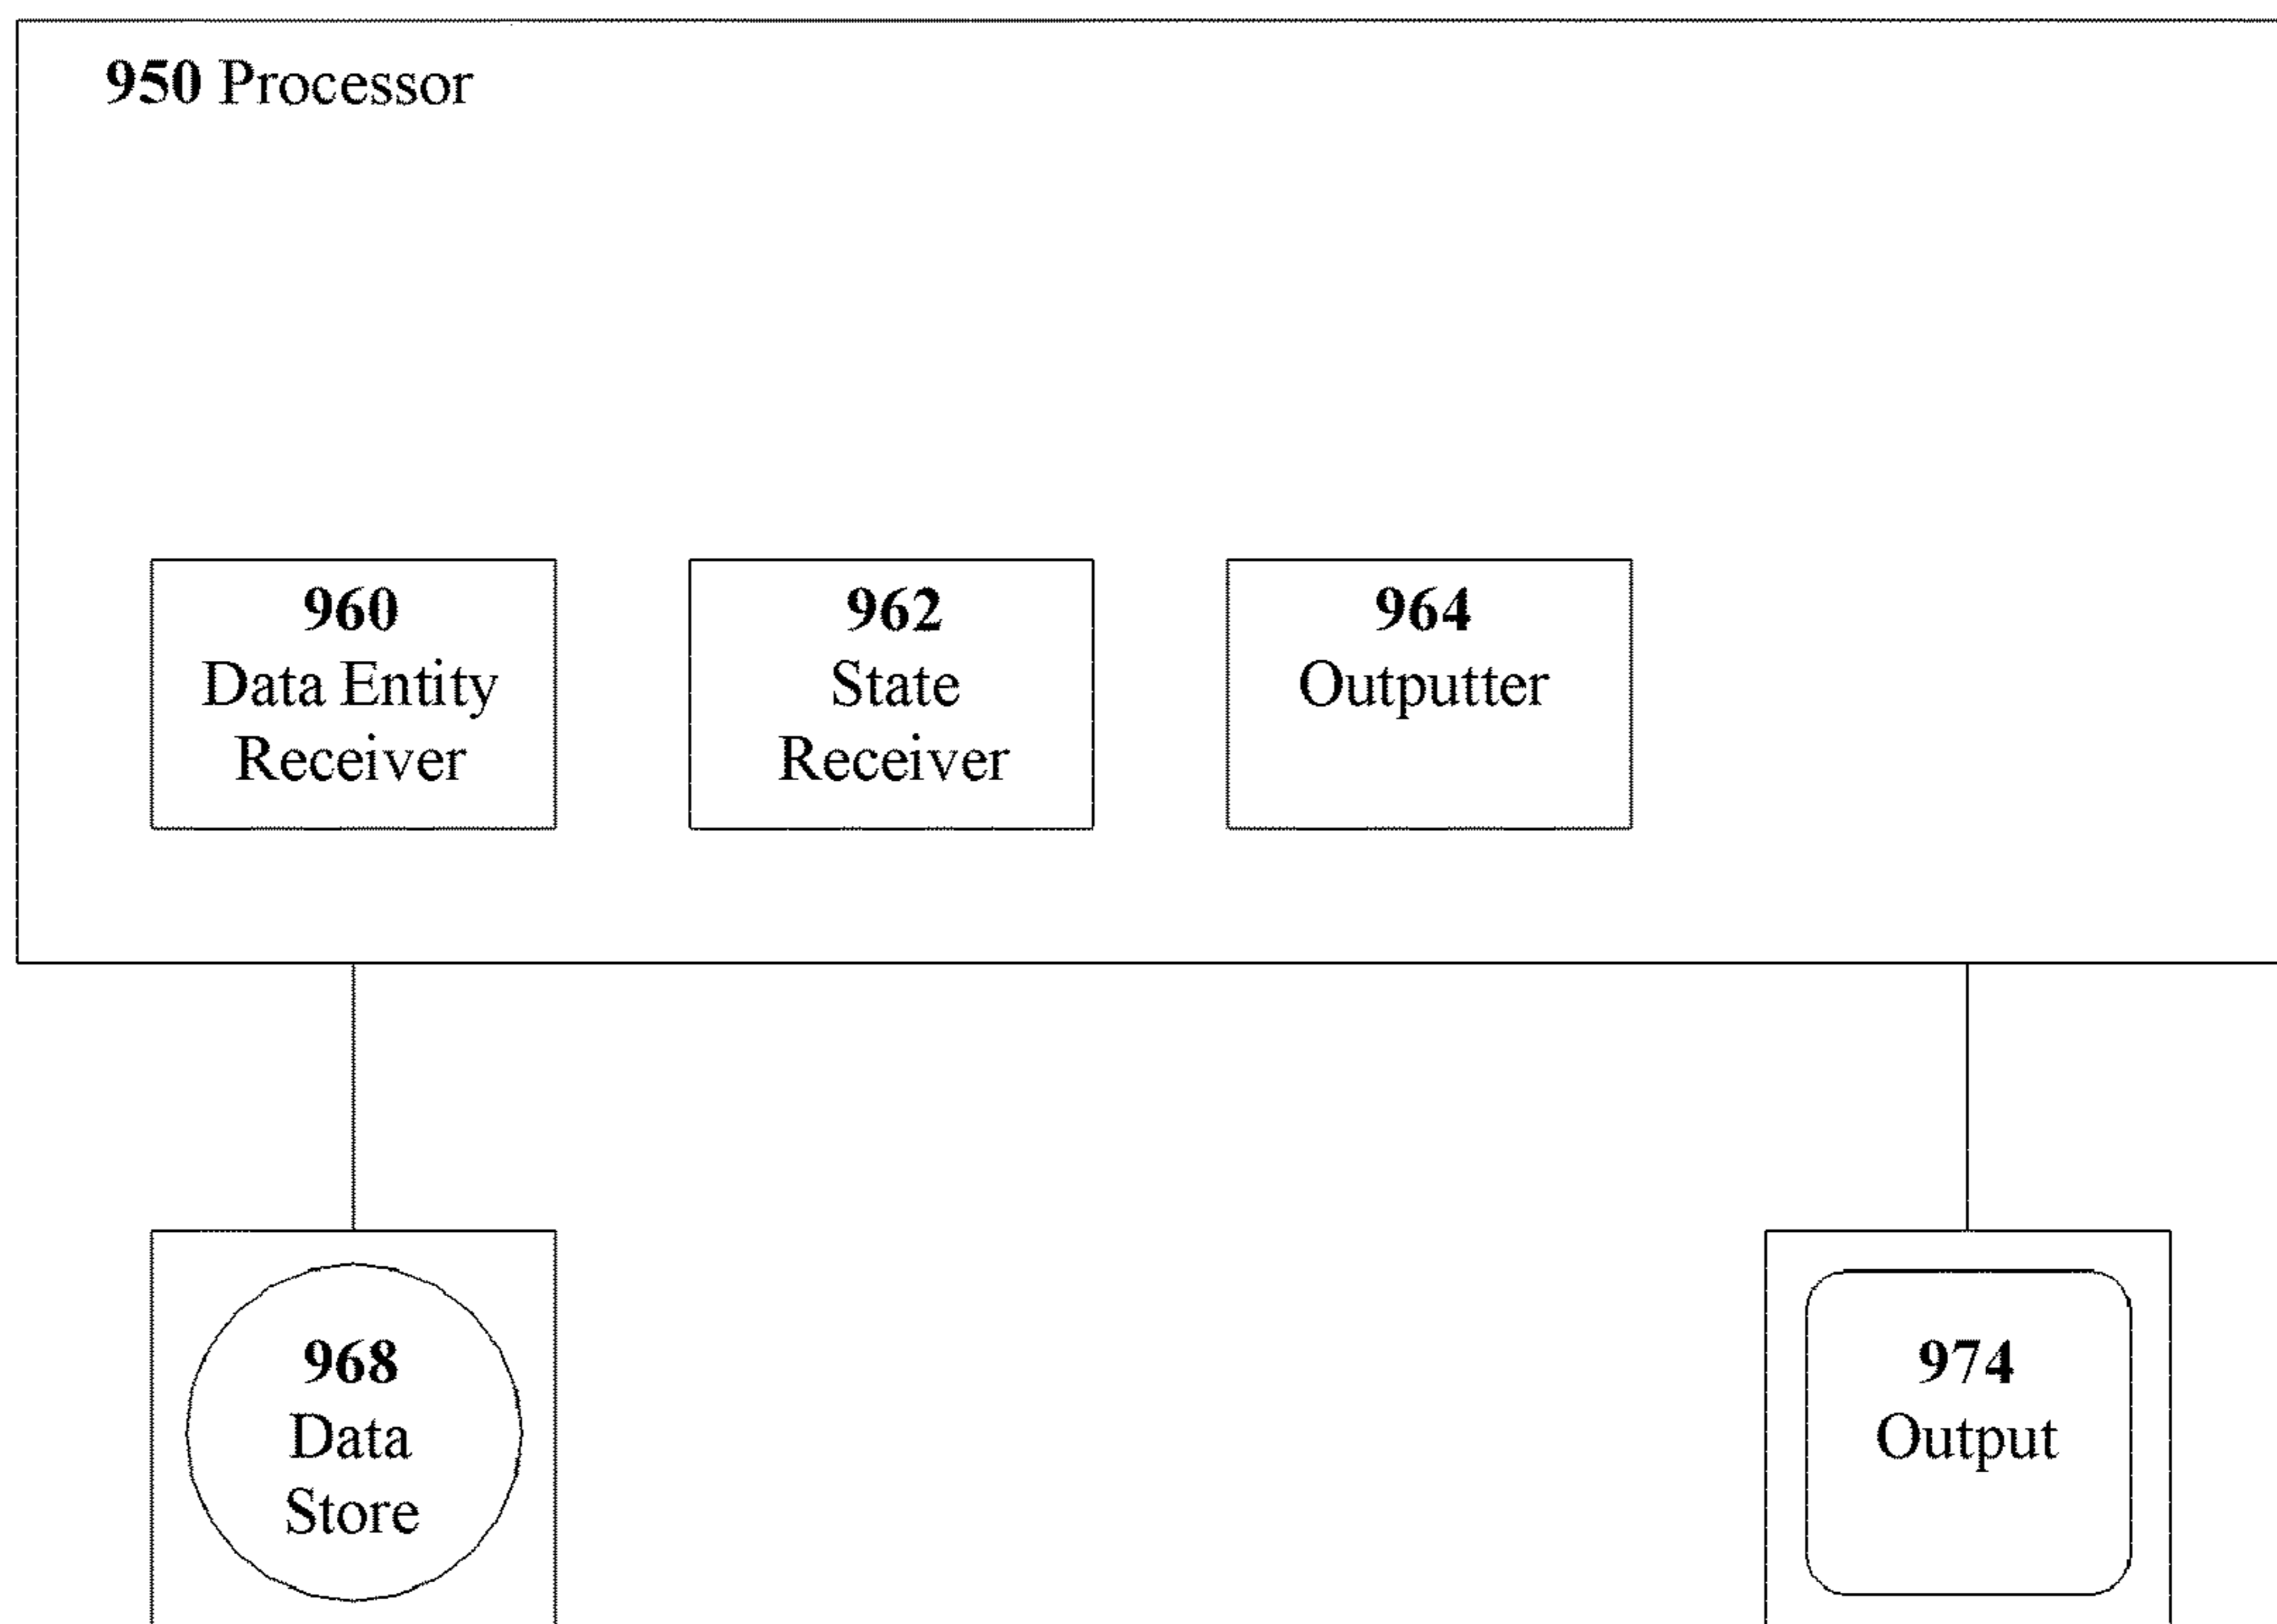 950 Processor
960
Data Entity
Receiver
962
State
Receiver
964
Outputter
968
Data
Store
974
Output